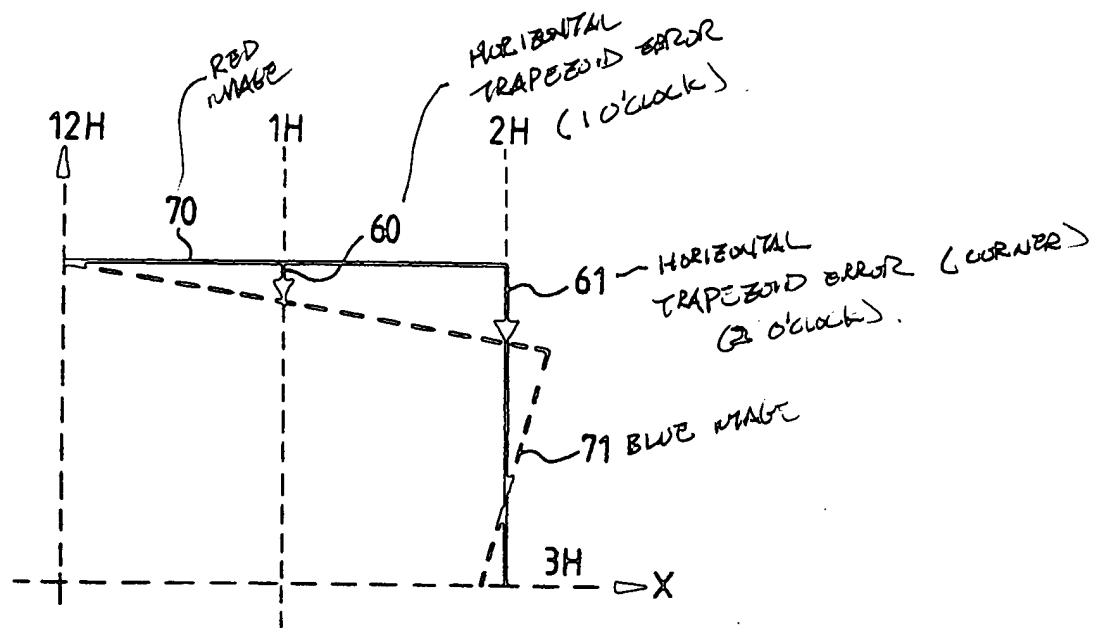 RED
IMAGE
HORIZONTAL
TRAPEZOID ERROR
(1 O'CLOCK).
12H
1H
2H
70
60
61
HORIZONTAL
TRAPEZOID ERROR (CORNER)
(2 O'CLOCK).
71 BLUE IMAGE
3H
X